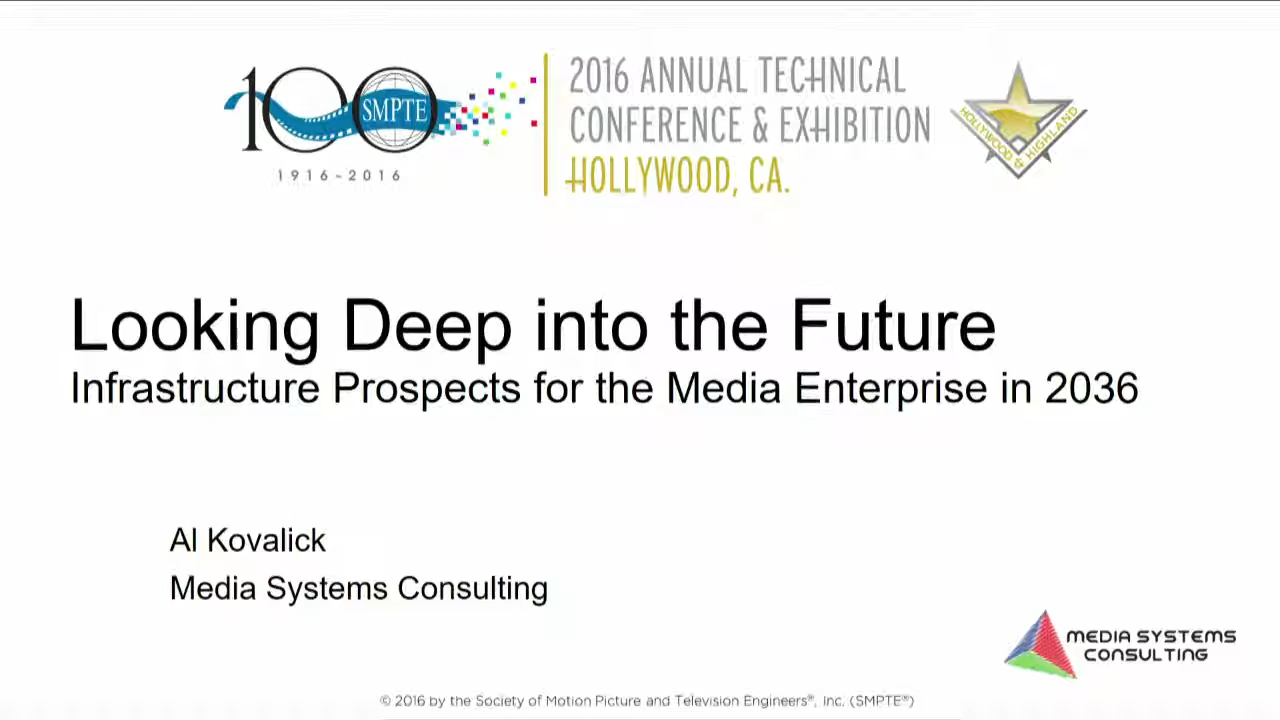 100
SMPTE
1916-2016
2016 ANNUAL TECHNICAL
CONFERENCE & EXHIBITION
HOLLYWOOD, CA.
HOLLYWOOD & HIGHLAND
Looking Deep into the Future
Infrastructure Prospects for the Media Enterprise in 2036
Al Kovalick
Media Systems Consulting
MEDIA SYSTEMS
CONSULTING
© 2016 by the Society of Motion Picture and Television Engineers®, Inc. (SMPTE®)